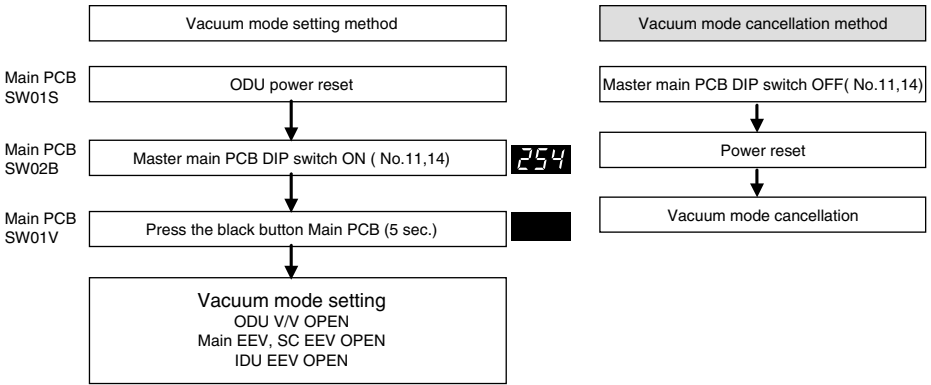 Vacuum mode setting method
Main PCB
SW01S
ODU power reset
Main PCB
SW02B
Master main PCB DIP switch ON ( No.11,14)
254
Main PCB
SW01V
Press the black button Main PCB (5 sec.)
Vacuum mode setting
ODU V/V OPEN
Main EEV, SC EEV OPEN
IDU EEV OPEN
Vacuum mode cancellation method
Master main PCB DIP switch OFF( No.11,14)
Power reset
Vacuum mode cancellation